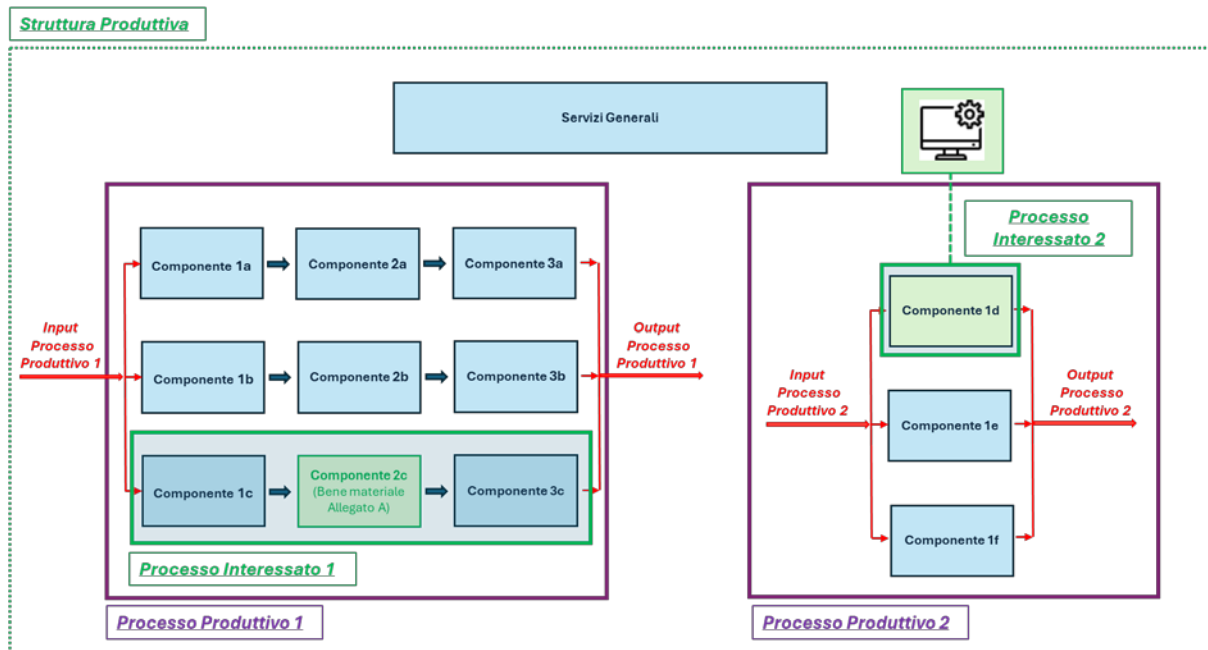 Struttura Produttiva
Servizi Generali
Componente 1a
Componente 2a
Componente 3a
Input
Processo
Produttivo 1
Componente 1b
Componente 2b
Componente 3b
Output
Processo
Produttivo 1
Componente 1c
Componente 2c
(Bene materiale
Allegato A)
Componente 3c
Processo Interessato 1
Processo Produttivo 1
Processo
Interessato 2
Componente 1d
Input
Processo
Produttivo 2
Componente 1e
Output
Processo
Produttivo 2
Componente 1f
Processo Produttivo 2